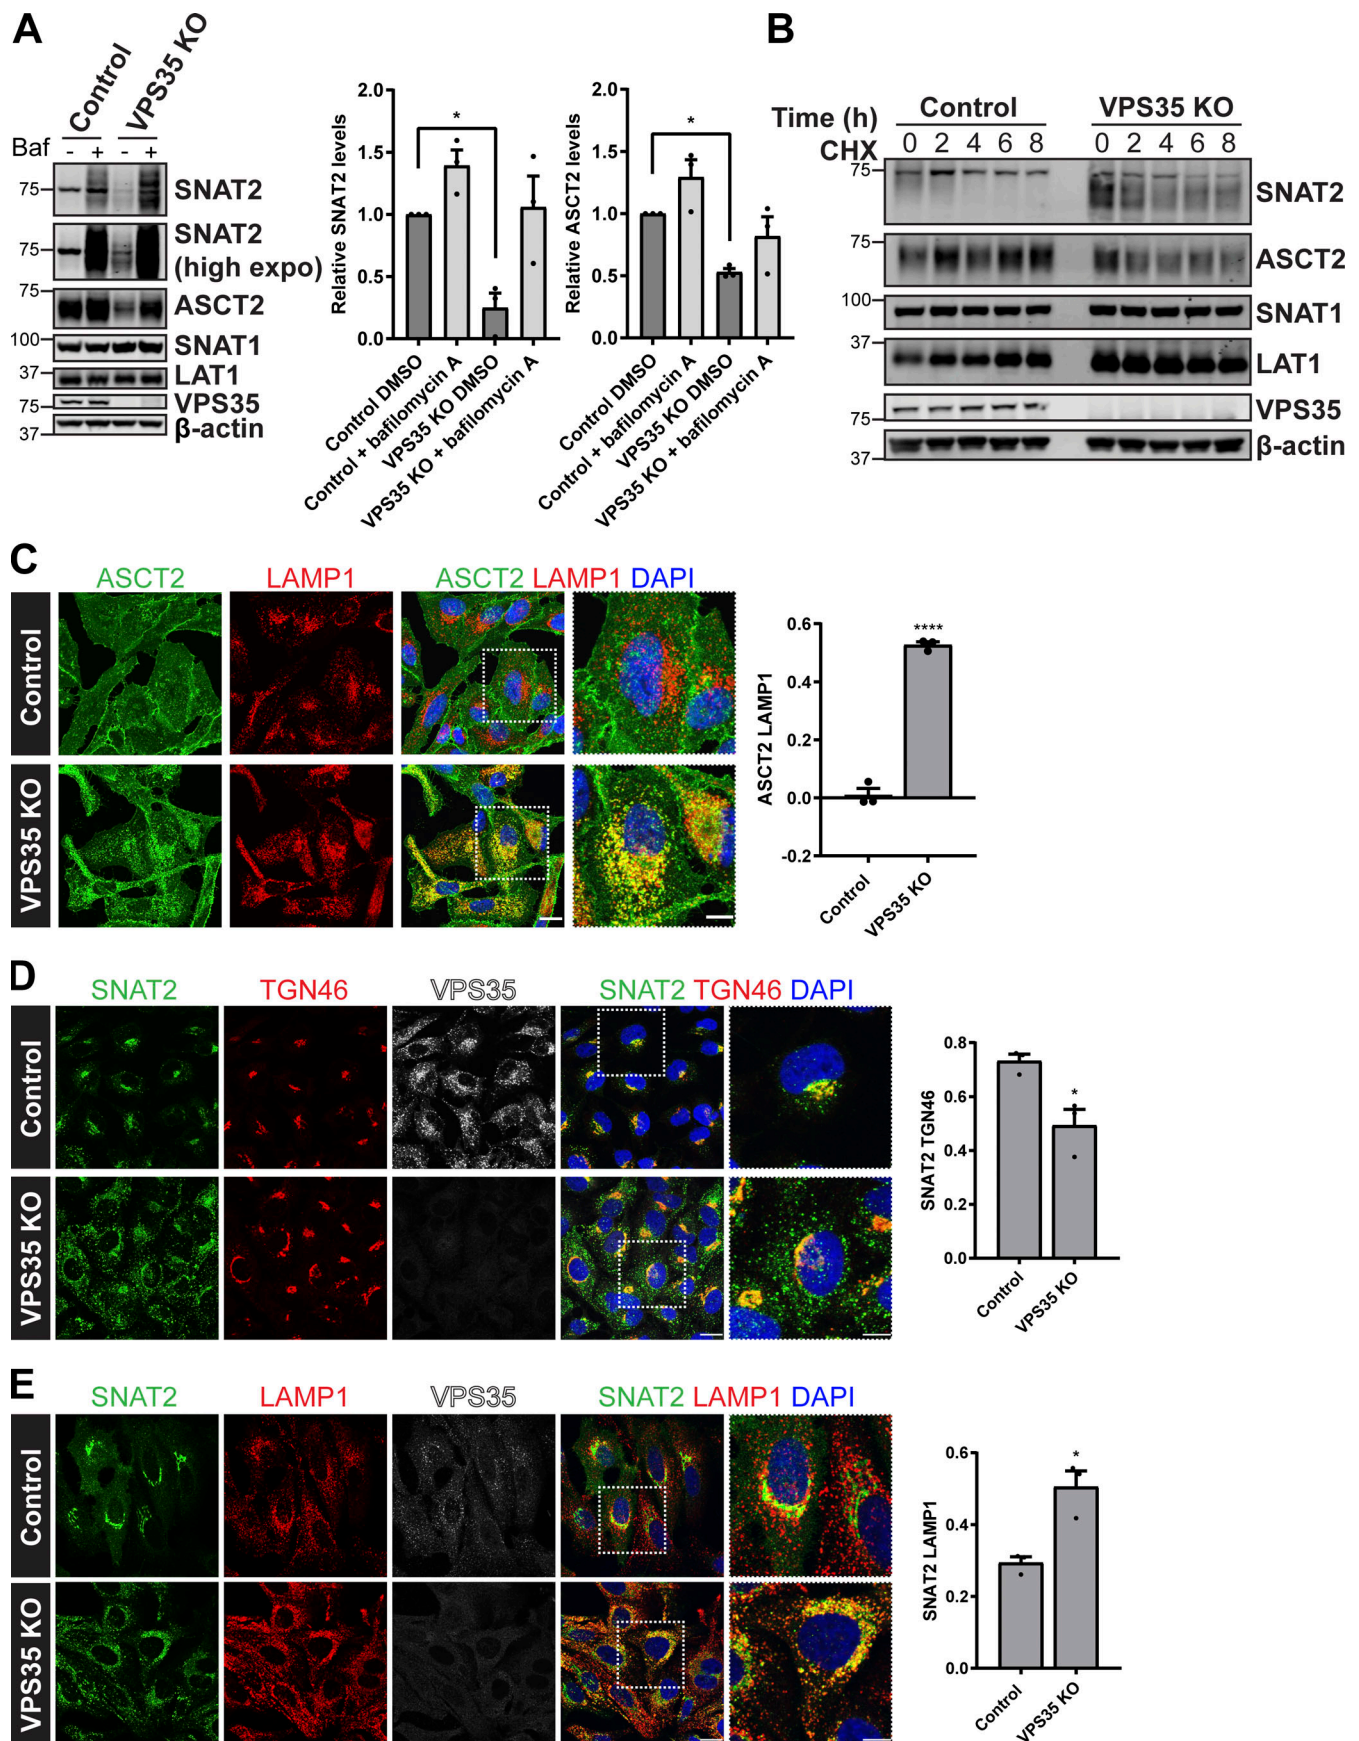 A
Control
VPS35 KO
Baf - + - +
75 SNAT2
75 SNAT2
(high expo)
75 ASCT2
100 SNAT1
37 LAT1
75 VPS35
37 β-actin
Relative SNAT2 levels
2.0
1.5
1.0
0.5
0.0
*
Control DMSO
Control + bafilomycin A
VPS35 KO DMSO
VPS35 KO + bafilomycin A
Relative ASCT2 levels
2.0
1.5
1.0
0.5
0.0
*
Control DMSO
Control + bafilomycin A
VPS35 KO DMSO
VPS35 KO + bafilomycin A
B
Control VPS35 KO
Time (h) 0 2 4 6 8 0 2 4 6 8
CHX
75 SNAT2
75 ASCT2
100 SNAT1
37 LAT1
75 VPS35
37 β-actin
C
ASCT2 LAMP1 ASCT2 LAMP1 DAPI
Control
VPS35 KO
ASCT2 LAMP1
0.6
0.4
0.2
0.0
-0.2
****
Control
VPS35 KO
D
SNAT2 TGN46 VPS35 SNAT2 TGN46 DAPI
Control
VPS35 KO
SNAT2 TGN46
0.8
0.6
0.4
0.2
0.0
*
Control
VPS35 KO
E
SNAT2 LAMP1 VPS35 SNAT2 LAMP1 DAPI
Control
VPS35 KO
SNAT2 LAMP1
0.6
0.4
0.2
0.0
*
Control
VPS35 KO